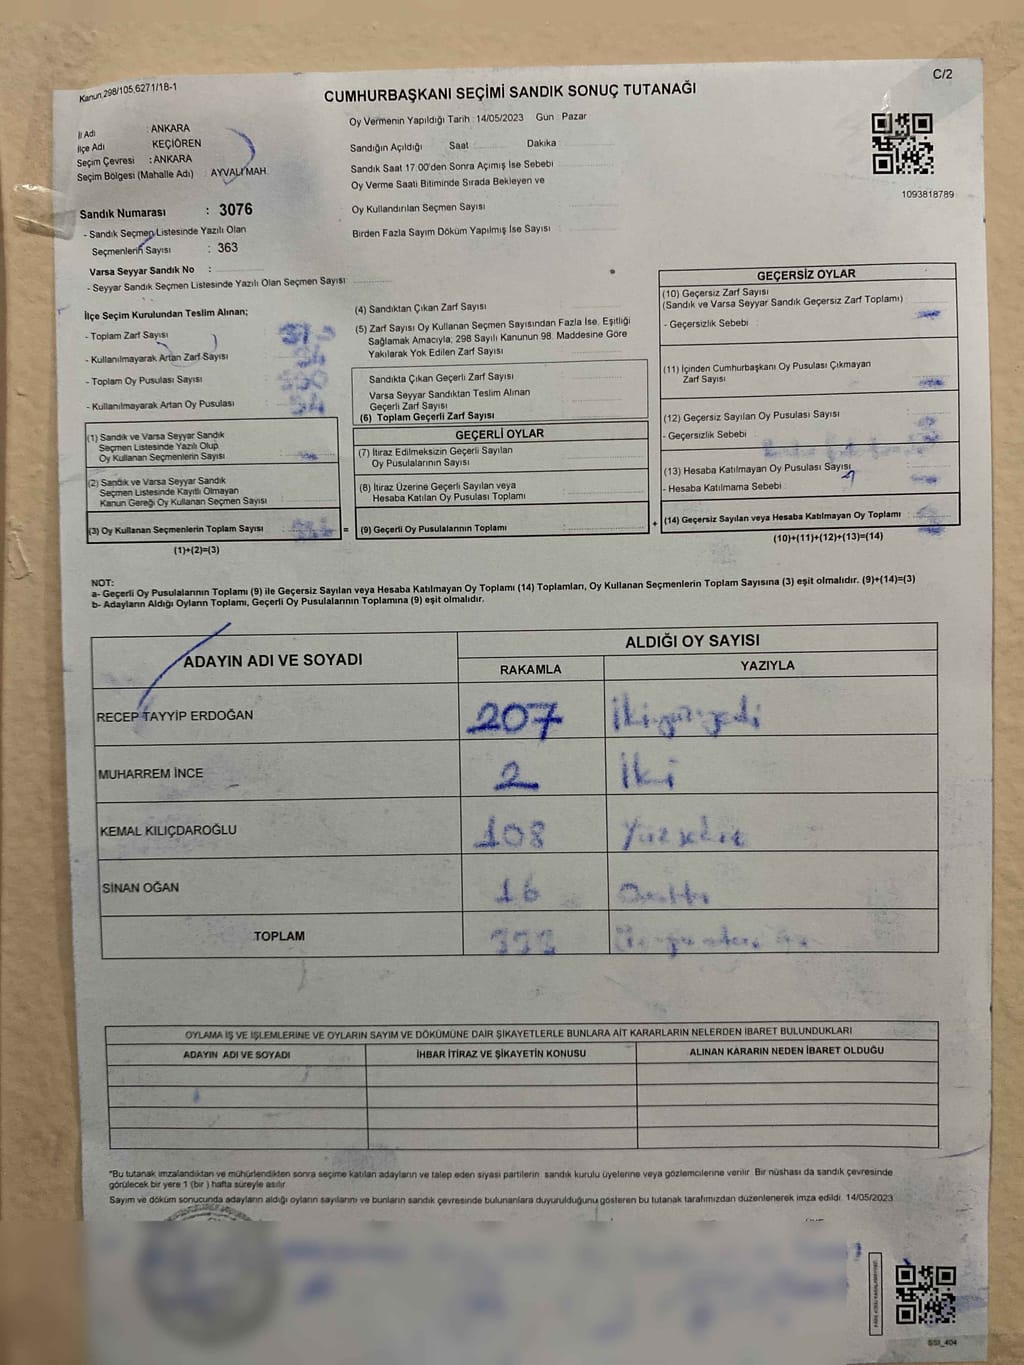 Kanun,298/105,6271/18-1
C/2
CUMHURBAŞKANI SEÇİMİ SANDIK SONUÇ TUTANAĞI
İl Adı : ANKARA
İlçe Adı KEÇİÖREN
Seçim Çevresi : ANKARA
Seçim Bölgesi (Mahalle Adı) : AYVALI MAH.
Sandık Numarası : 3076
- Sandık Seçmen Listesinde Yazılı Olan
Seçmenlerin Sayısı : 363
Varsa Seyyar Sandık No :
- Seyyar Sandık Seçmen Listesinde Yazılı Olan Seçmen Sayısı
Oy Vermenin Yapıldığı Tarih : 14/05/2023 Gün : Pazar
Sandığın Açıldığı Saat Dakika
Sandık Saat 17:00'den Sonra Açımış İse Sebebi
Oy Verme Saati Bitiminde Sırada Bekleyen ve
Oy Kullandırılan Seçmen Sayısı
Birden Fazla Sayım Döküm Yapılmış İse Sayısı
1093818789
İlçe Seçim Kurulundan Teslim Alınan;
- Toplam Zarf Sayısı
- Kullanılmayarak Artan Zarf Sayısı
- Toplam Oy Pusulası Sayısı
- Kullanılmayarak Artan Oy Pusulası
(1) Sandık ve Varsa Seyyar Sandık
Seçmen Listesinde Yazılı Olup
Oy Kullanan Seçmenlerin Sayısı
(2) Sandık ve Varsa Seyyar Sandık
Seçmen Listesinde Kayıtlı Olmayan
Kanun Gereği Oy Kullanan Seçmen Sayısı
(3) Oy Kullanan Seçmenlerin Toplam Sayısı
(1)+(2)=(3)
(4) Sandıktan Çıkan Zarf Sayısı
(5) Zarf Sayısı Oy Kullanan Seçmen Sayısından Fazla İse, Eşitliği
Sağlamak Amacıyla, 298 Sayılı Kanunun 98. Maddesine Göre
Yakılarak Yok Edilen Zarf Sayısı
Sandıkta Çıkan Geçerli Zarf Sayısı
Varsa Seyyar Sandıktan Teslim Alınan
Geçerli Zarf Sayısı
(6) Toplam Geçerli Zarf Sayısı
=
GEÇERLİ OYLAR
(7) İtiraz Edilmeksizin Geçerli Sayılan
Oy Pusulalarının Sayısı
(8) İtiraz Üzerine Geçerli Sayılan veya
Hesaba Katılan Oy Pusulası Toplamı
(9) Geçerli Oy Pusulalarının Toplamı
+
GEÇERSİZ OYLAR
(10) Geçersiz Zarf Sayısı
(Sandık ve Varsa Seyyar Sandık Geçersiz Zarf Toplamı)
- Geçersizlik Sebebi
(11) İçinden Cumhurbaşkanı Oy Pusulası Çıkmayan
Zarf Sayısı
(12) Geçersiz Sayılan Oy Pusulası Sayısı
- Geçersizlik Sebebi
(13) Hesaba Katılmayan Oy Pusulası Sayısı
- Hesaba Katılmama Sebebi
(14) Geçersiz Sayılan veya Hesaba Katılmayan Oy Toplamı
(10)+(11)+(12)+(13)=(14)
NOT:
a- Geçerli Oy Pusulalarının Toplamı (9) ile Geçersiz Sayılan veya Hesaba Katılmayan Oy Toplamı (14) Toplamları, Oy Kullanan Seçmenlerin Toplam Sayısına (3) eşit olmalıdır. (9)+(14)=(3)
b- Adayların Aldığı Oyların Toplamı, Geçerli Oy Pusulalarının Toplamına (9) eşit olmalıdır.
ADAYIN ADI VE SOYADI ALDIĞI OY SAYISI
RAKAMLA YAZIYLA
RECEP TAYYİP ERDOĞAN 207 İkiyüzyedi
MUHARREM İNCE 2 İki
KEMAL KILIÇDAROĞLU 108 Yüzsekiz
SİNAN OĞAN 16 Onaltı
TOPLAM 333
OYLAMA İŞ VE İŞLEMLERİNE VE OYLARIN SAYIM VE DÖKÜMÜNE DAİR ŞİKAYETLERLE BUNLARA AİT KARARLARIN NELERDEN İBARET BULUNDUKLARI
ADAYIN ADI VE SOYADI İHBAR İTİRAZ VE ŞİKAYETİN KONUSU ALINAN KARARIN NEDEN İBARET OLDUĞU
*Bu tutanak imzalandıktan ve mühürlendikten sonra seçime katılan adayların ve talep eden siyasi partilerin sandık kurulu üyelerine veya gözlemcilerine verilir. Bir nüshası da sandık çevresinde
görülecek bir yere 1 (bir) hafta süreyle asılır.
Sayım ve döküm sonucunda adayların aldığı oyların sayılarını ve bunların sandık çevresinde bulunanlara duyurulduğunu gösteren bu tutanak tarafımızdan düzenlenerek imza edildi. 14/05/2023
SSI_404